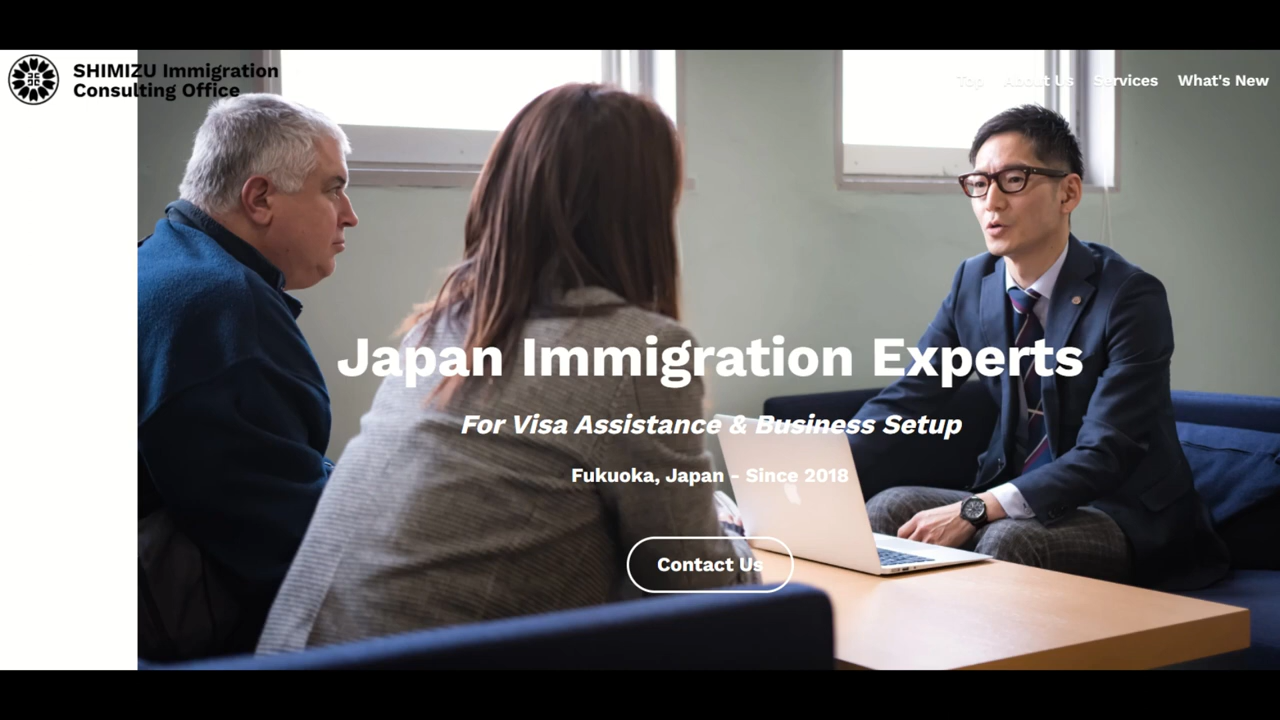 SHIMIZU Immigration
Consulting Office
Top About Us Services What's New
Japan Immigration Experts
For Visa Assistance & Business Setup
Fukuoka, Japan - Since 2018
Contact Us